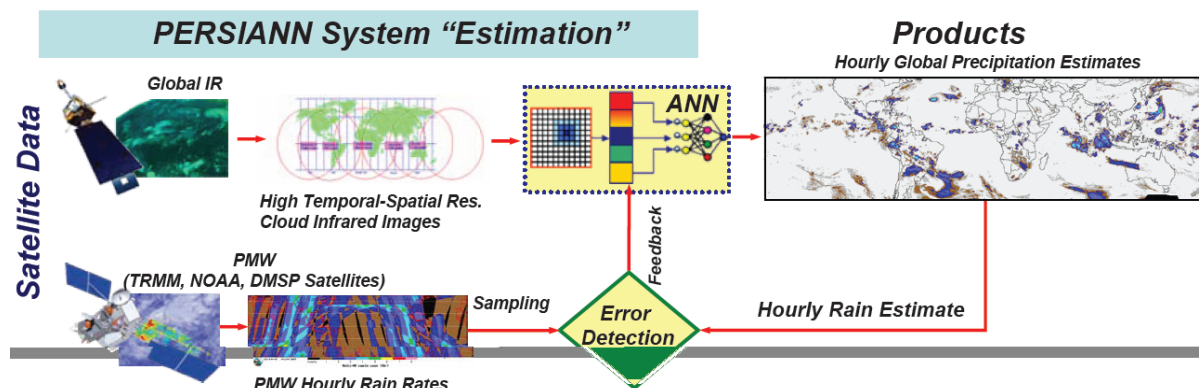 PERSIANN System “Estimation”
Products
Hourly Global Precipitation Estimates
Satellite Data
Global IR
ANN
High Temporal-Spatial Res.
Cloud Infrared Images
Feedback
PMW
(TRMM, NOAA, DMSP Satellites)
Sampling
Error
Detection
Hourly Rain Estimate
PMW Hourly Rain Rates